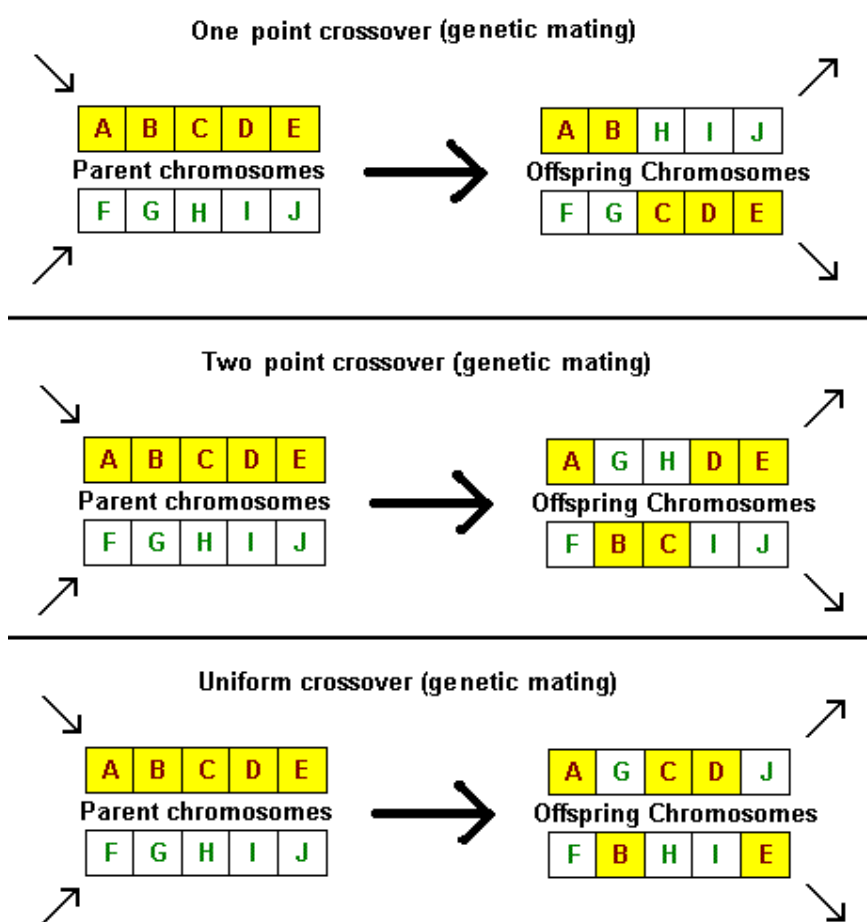 One point crossover (genetic mating)
A B C D E
A B H I J
Parent chromosomes
Offspring Chromosomes
F G H I J
F G C D E
Two point crossover (genetic mating)
A B C D E
A G H D E
Parent chromosomes
Offspring Chromosomes
F G H I J
F B C I J
Uniform crossover (genetic mating)
A B C D E
A G C D J
Parent chromosomes
Offspring Chromosomes
F G H I J
F B H I E